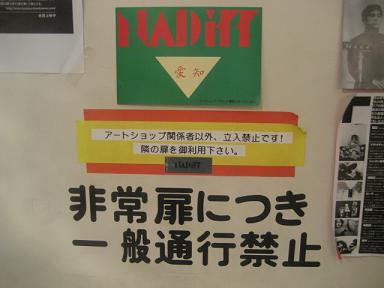 NADiff
愛知
アートショップ関係者以外、立入禁止です!
隣の扉を御利用下さい。
NADiff
非常扉につき
一般通行禁止